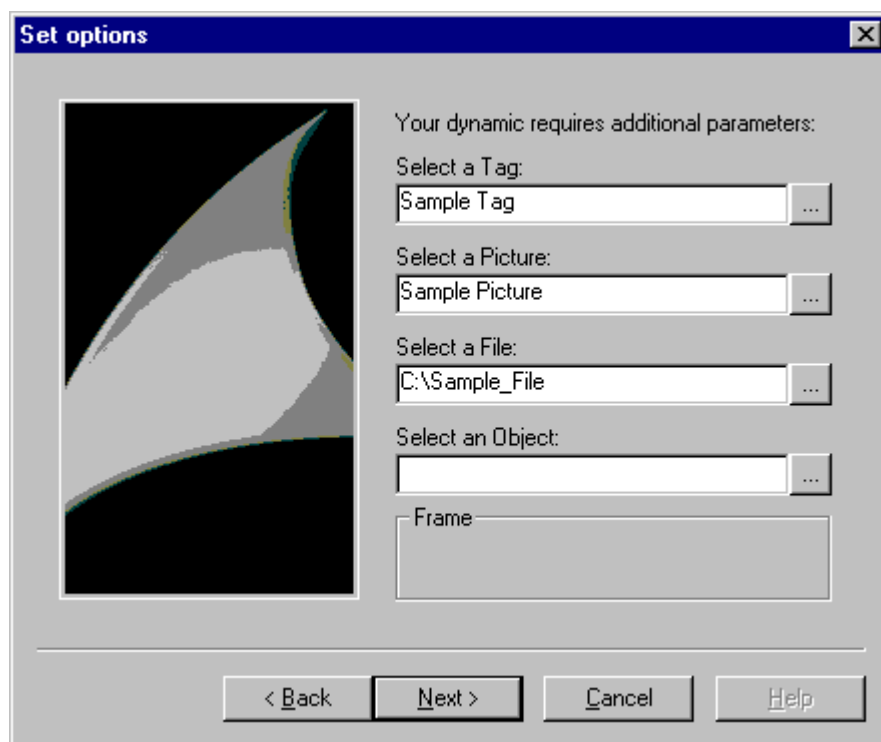 Set options
Your dynamic requires additional parameters:
Select a Tag:
Sample Tag
...
Select a Picture:
Sample Picture
...
Select a File:
C:\Sample_File
...
Select an Object:
...
Frame
< Back
Next >
Cancel
Help